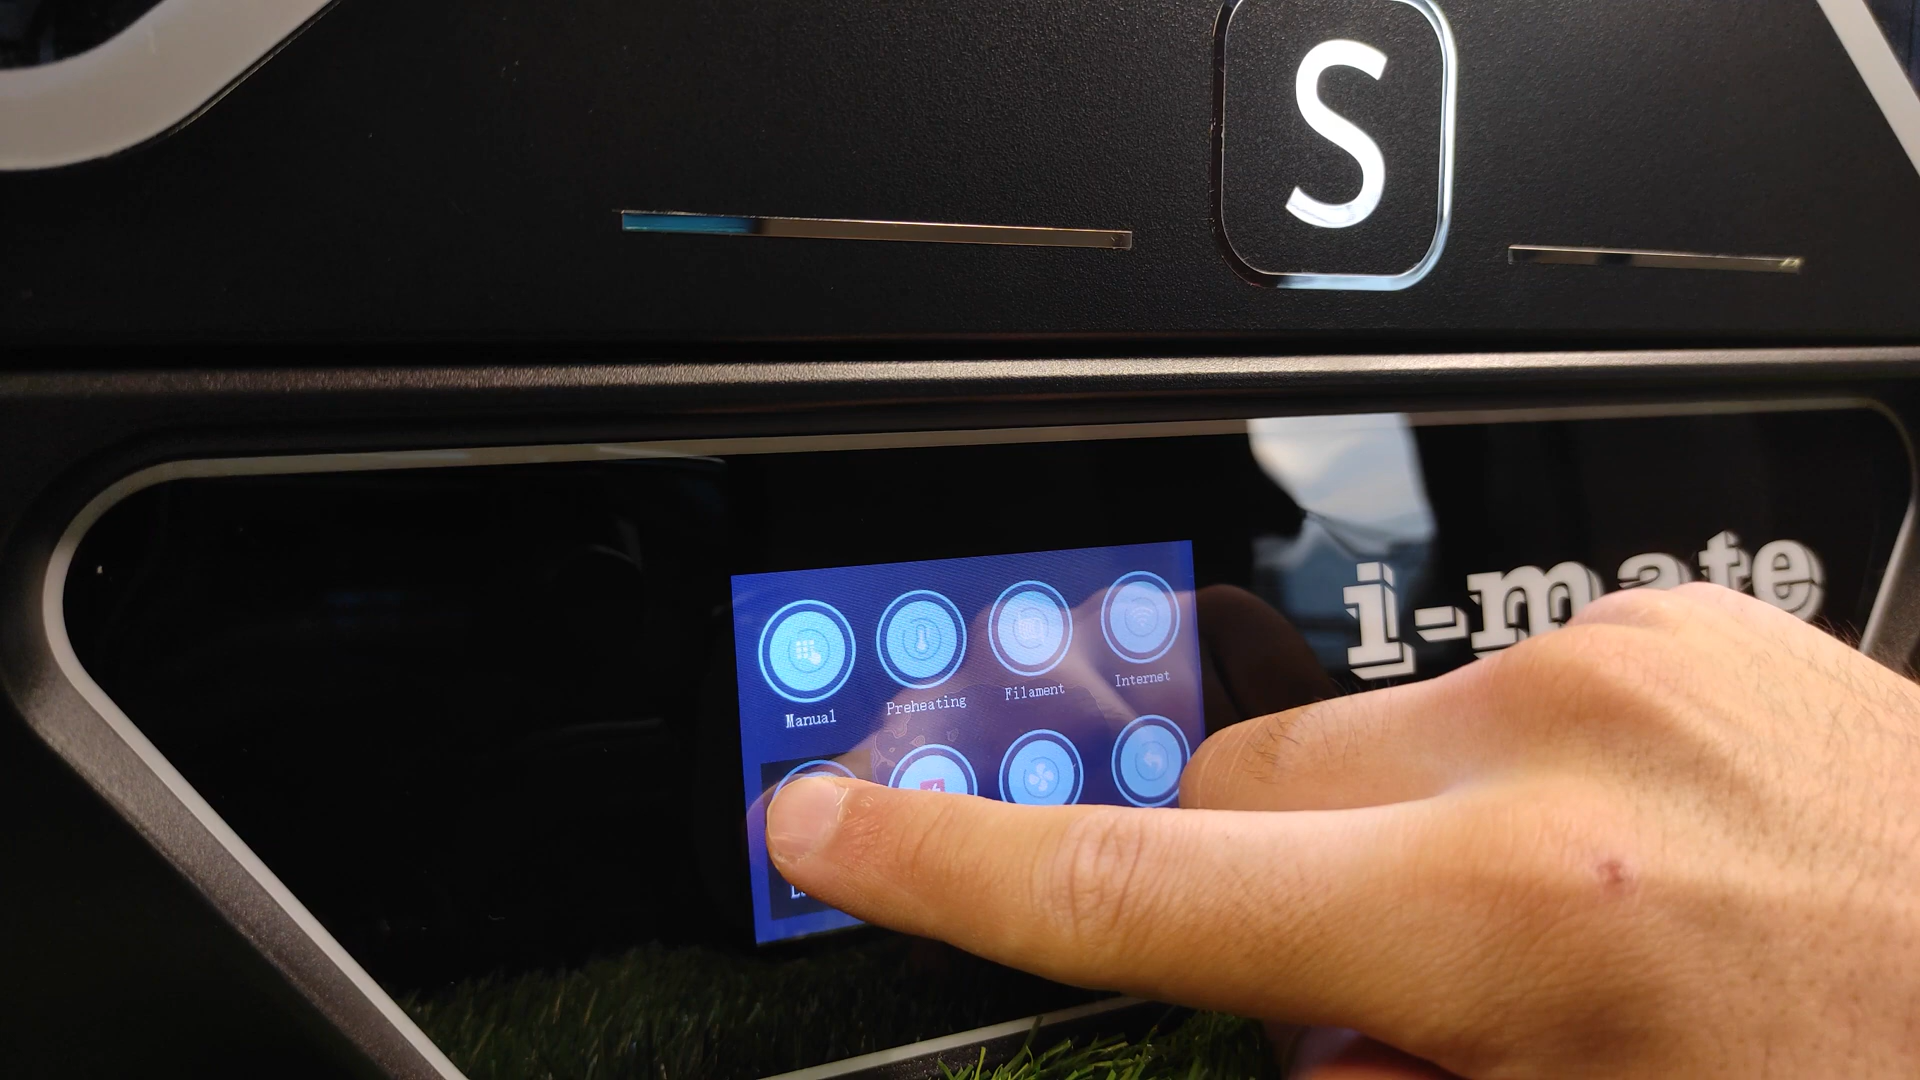 S
i-mate
Manual
Preheating
Filament
Internet